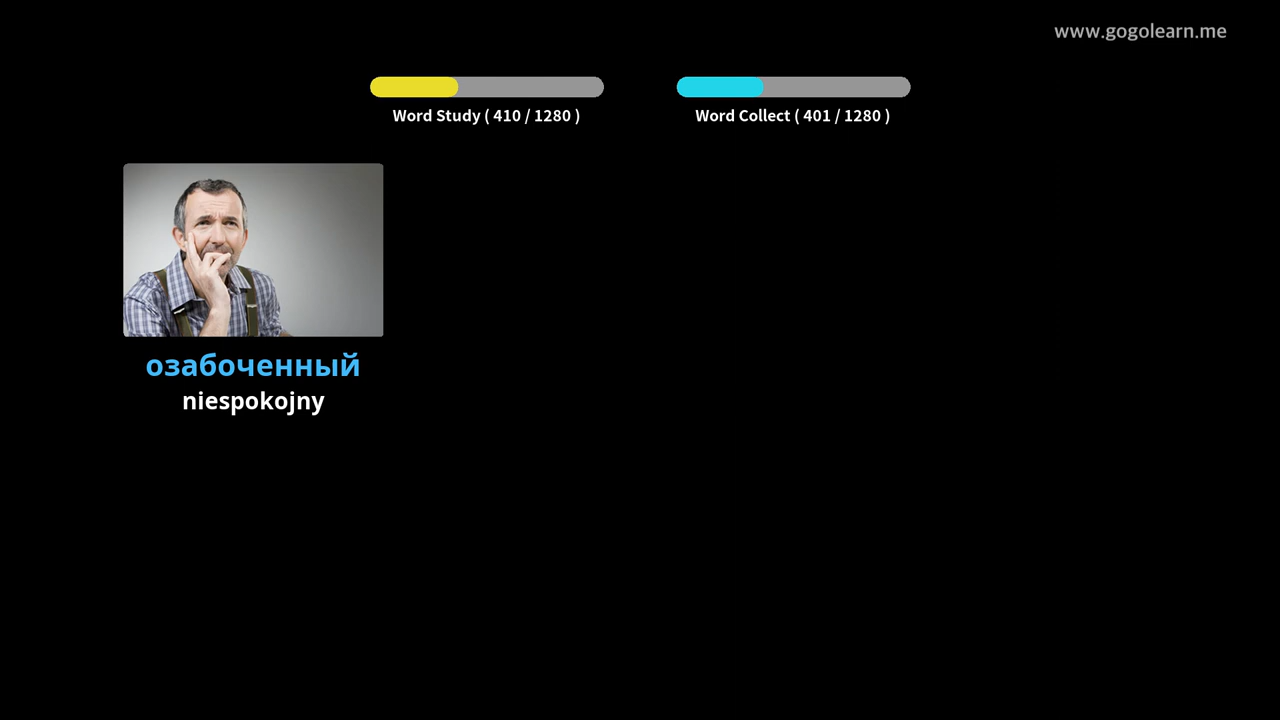 www.gogolearn.me
Word Study ( 410 / 1280 )
Word Collect ( 401 / 1280 )
озабоченный
niespokojny